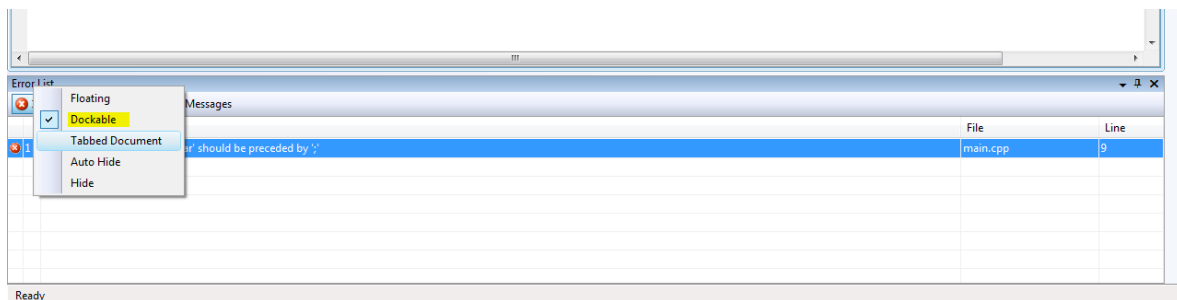 Error List
Floating
Messages
Dockable
File Line
Tabbed Document
1 ar' should be preceded by ';' main.cpp 9
Auto Hide
Hide
Ready